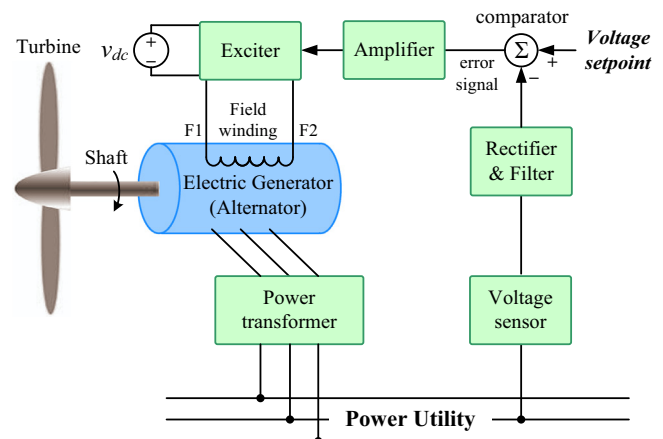 Turbine
v_dc
+
−
Exciter
Amplifier
comparator
Σ
+
−
Voltage
setpoint
error
signal
F1
Field
winding
F2
Shaft
Electric Generator
(Alternator)
Rectifier
& Filter
Power
transformer
Voltage
sensor
Power Utility